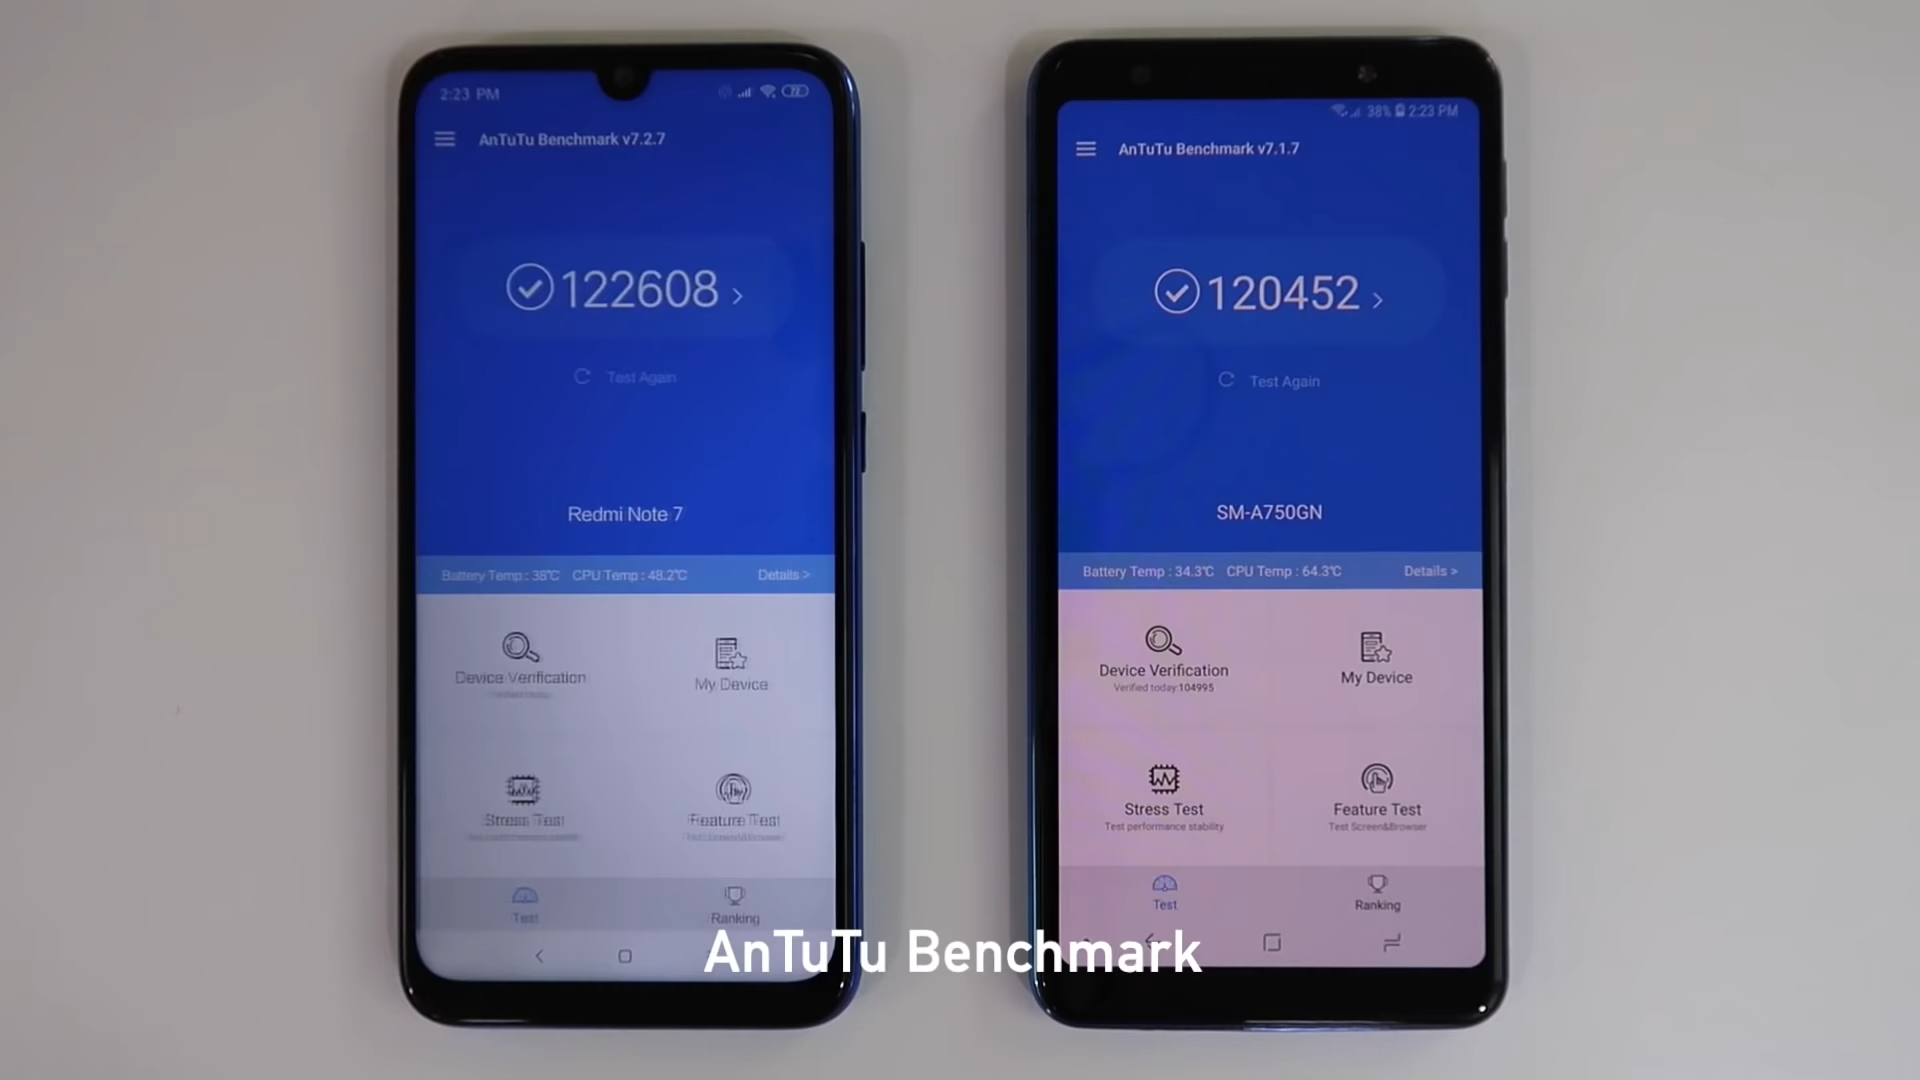 2:23 PM
72
AnTuTu Benchmark v7.2.7
122608 >
Test Again
Redmi Note 7
Battery Temp : 38℃ CPU Temp : 48.2℃ Details >
Device Verification
My Device
Stress Test
Feature Test
Test
Ranking
38% 2:23 PM
AnTuTu Benchmark v7.1.7
120452 >
Test Again
SM-A750GN
Battery Temp : 34.3℃ CPU Temp : 64.3℃ Details >
Device Verification
Verified today:104995
My Device
Stress Test
Test performance stability
Feature Test
Test Screen&Browser
Test
Ranking
AnTuTu Benchmark